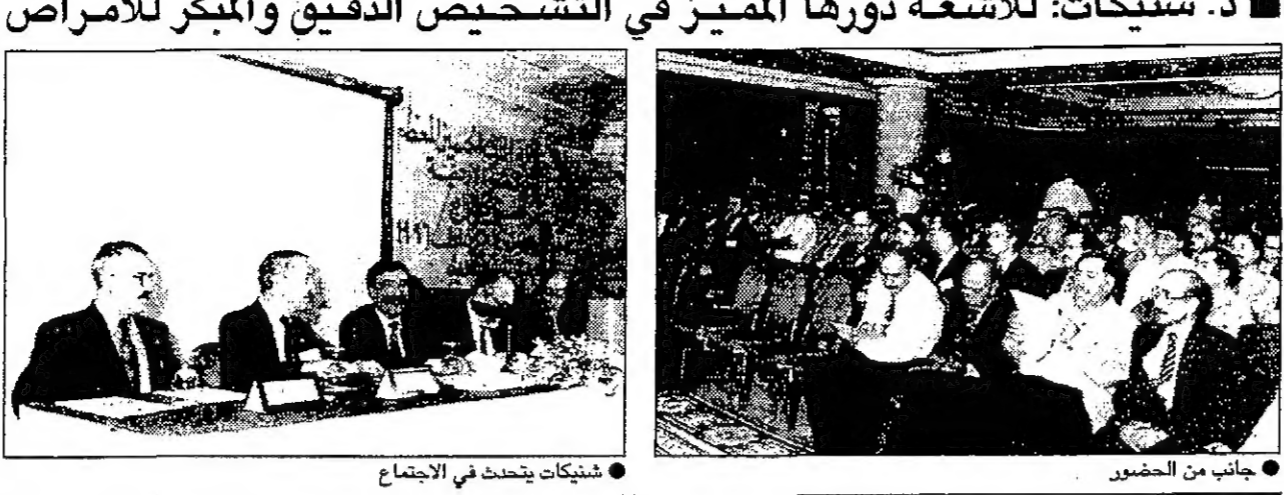 ■ د. شنيكات: للأشعة دورها المميز في التشخيص الدقيق والمبكر للأمراض
● جانب من الحضور
● شنيكات يتحدث في الاجتماع